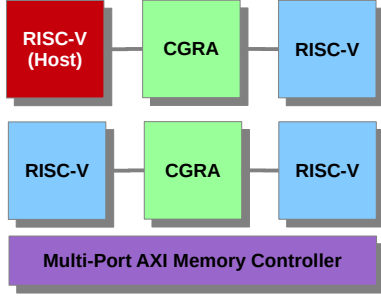 RISC-V
(Host)
CGRA
RISC-V
RISC-V
CGRA
RISC-V
Multi-Port AXI Memory Controller